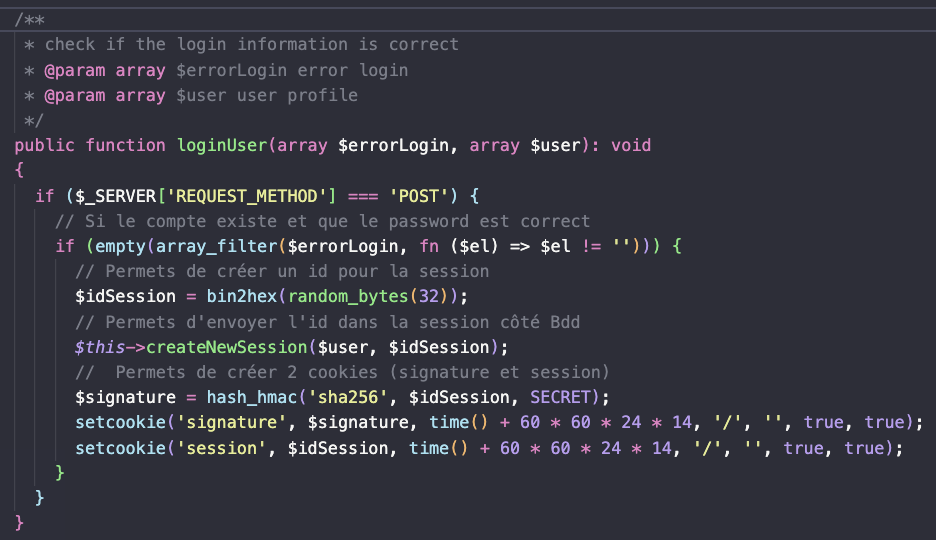 /**
 * check if the login information is correct
 * @param array $errorLogin error login
 * @param array $user user profile
 */
public function loginUser(array $errorLogin, array $user): void
{
  if ($_SERVER['REQUEST_METHOD'] === 'POST') {
    // Si le compte existe et que le password est correct
    if (empty(array_filter($errorLogin, fn ($el) => $el != ''))) {
      // Permets de créer un id pour la session
      $idSession = bin2hex(random_bytes(32));
      // Permets d'envoyer l'id dans la session côté Bdd
      $this->createNewSession($user, $idSession);
      //  Permets de créer 2 cookies (signature et session)
      $signature = hash_hmac('sha256', $idSession, SECRET);
      setcookie('signature', $signature, time() + 60 * 60 * 24 * 14, '/', '', true, true);
      setcookie('session', $idSession, time() + 60 * 60 * 24 * 14, '/', '', true, true);
    }
  }
}